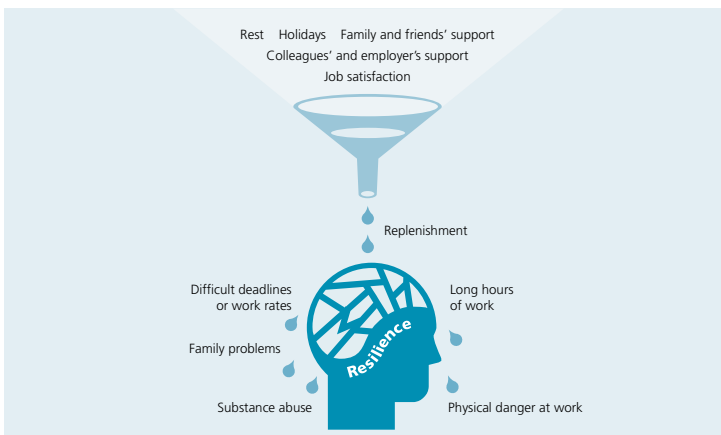 Rest Holidays Family and friends’ support
Colleagues’ and employer’s support
Job satisfaction
Replenishment
Difficult deadlines
or work rates
Long hours
of work
Resilience
Family problems
Substance abuse
Physical danger at work